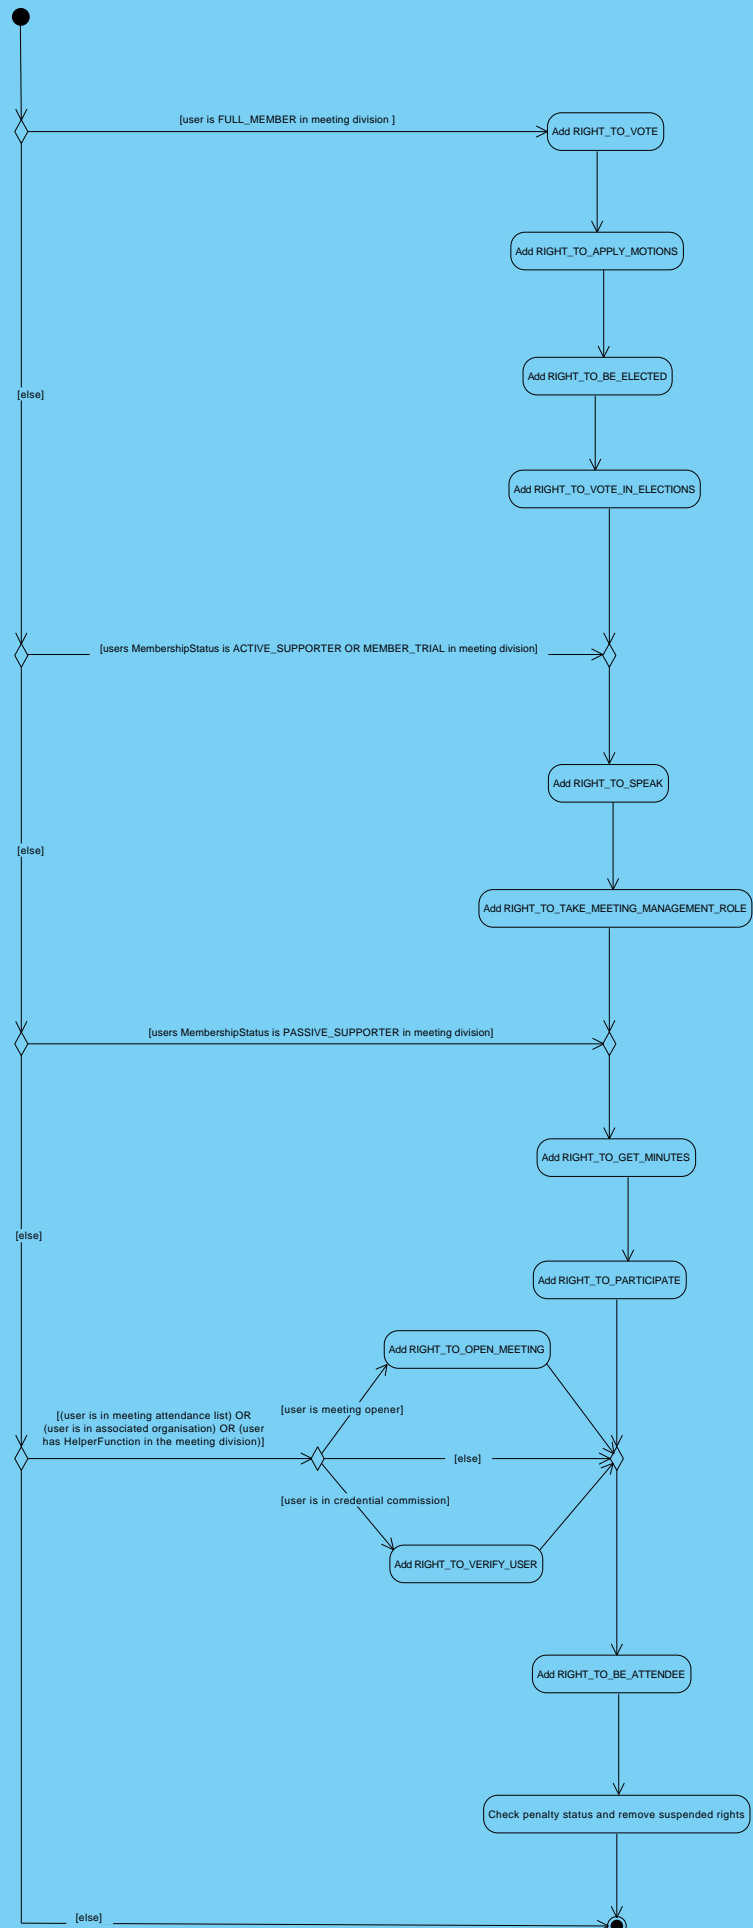 [user is FULL_MEMBER in meeting division ]
Add RIGHT_TO_VOTE
Add RIGHT_TO_APPLY_MOTIONS
Add RIGHT_TO_BE_ELECTED
[else]
Add RIGHT_TO_VOTE_IN_ELECTIONS
[users MembershipStatus is ACTIVE_SUPPORTER OR MEMBER_TRIAL in meeting division]
Add RIGHT_TO_SPEAK
[else]
Add RIGHT_TO_TAKE_MEETING_MANAGEMENT_ROLE
[users MembershipStatus is PASSIVE_SUPPORTER in meeting division]
Add RIGHT_TO_GET_MINUTES
[else]
Add RIGHT_TO_PARTICIPATE
Add RIGHT_TO_OPEN_MEETING
[user is meeting opener]
[(user is in meeting attendance list) OR
(user is in associated organisation) OR (user
has HelperFunction in the meeting division)]
[else]
[user is in credential commission]
Add RIGHT_TO_VERIFY_USER
Add RIGHT_TO_BE_ATTENDEE
Check penalty status and remove suspended rights
[else]